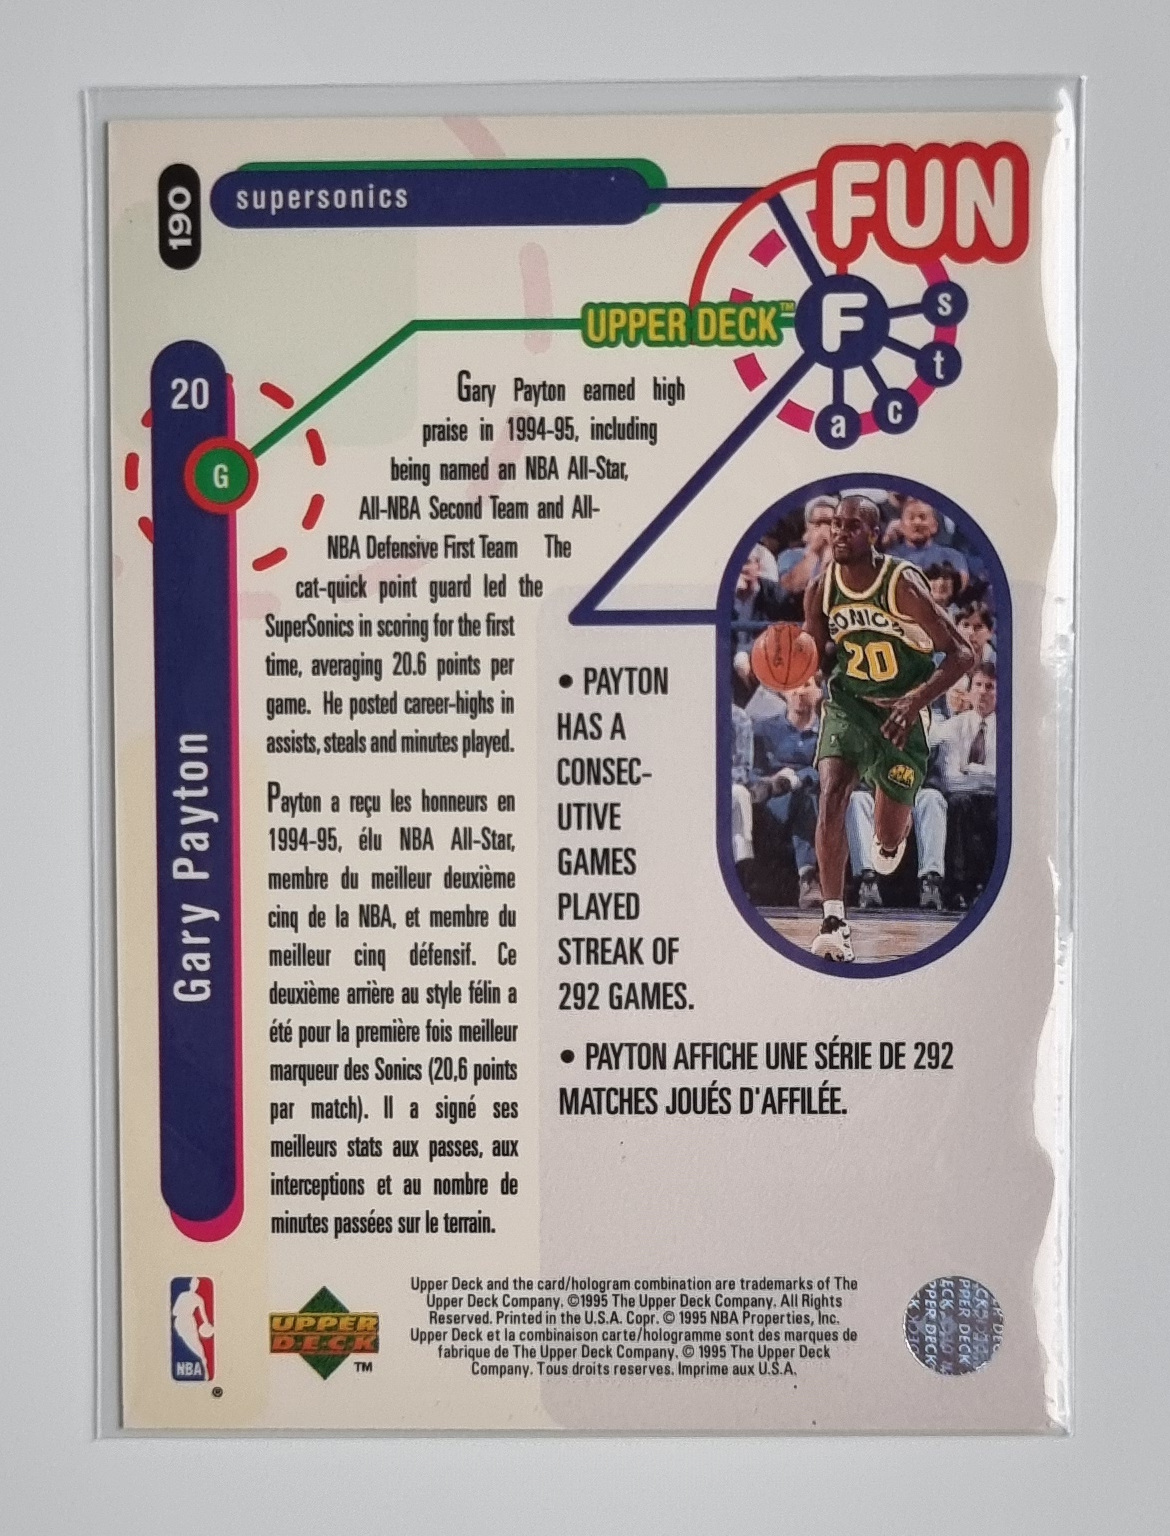 190
supersonics
FUN
UPPER DECK™
F
s
t
c
a
20
G
Gary Payton
Gary Payton earned high
praise in 1994-95, including
being named an NBA All-Star,
All-NBA Second Team and All-
NBA Defensive First Team The
cat-quick point guard led the
SuperSonics in scoring for the first
time, averaging 20.6 points per
game. He posted career-highs in
assists, steals and minutes played.
Payton a reçu les honneurs en
1994-95, élu NBA All-Star,
membre du meilleur deuxième
cinq de la NBA, et membre du
meilleur cinq défensif. Ce
deuxième arrière au style félin a
été pour la première fois meilleur
marqueur des Sonics (20,6 points
par match). Il a signé ses
meilleurs stats aux passes, aux
interceptions et au nombre de
minutes passées sur le terrain.
SONICS
20
• PAYTON
HAS A
CONSEC-
UTIVE
GAMES
PLAYED
STREAK OF
292 GAMES.
• PAYTON AFFICHE UNE SÉRIE DE 292
MATCHES JOUÉS D'AFFILÉE.
NBA
®
UPPER
DECK
™
Upper Deck and the card/hologram combination are trademarks of The
Upper Deck Company. ©1995 The Upper Deck Company. All Rights
Reserved. Printed in the U.S.A. Copr. © 1995 NBA Properties, Inc.
Upper Deck et la combinaison carte/hologramme sont des marques de
fabrique de The Upper Deck Company. © 1995 The Upper Deck
Company. Tous droits reserves. Imprime aux U.S.A.
UPPER DECK